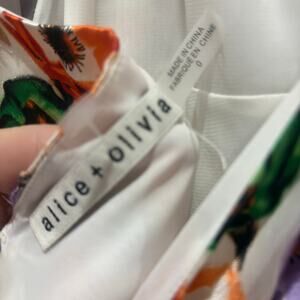 alice + olivia
MADE IN CHINA
FABRIQUÉ EN CHINE
0